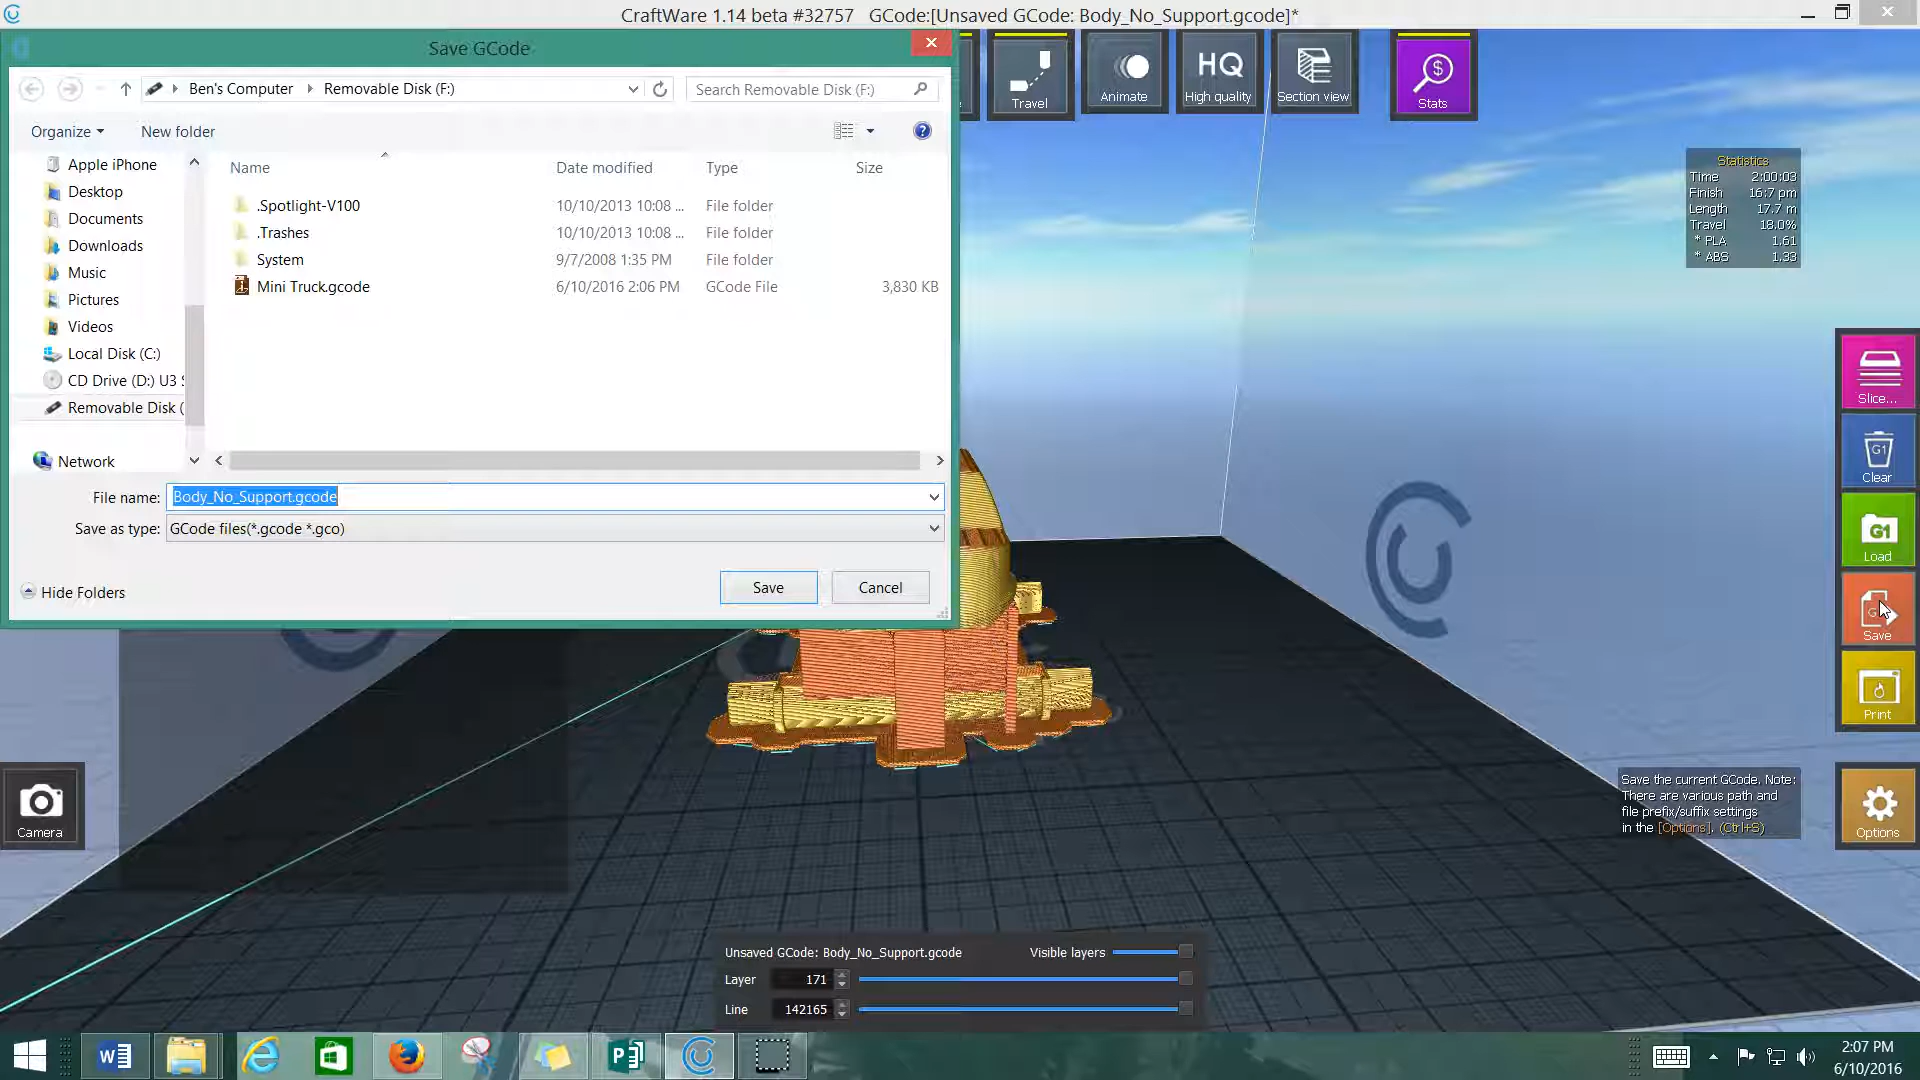 CraftWare 1.14 beta #32757 GCode:[Unsaved GCode: Body_No_Support.gcode]*
Save GCode
Ben's Computer
Removable Disk (F:)
Search Removable Disk (F:)
Organize
New folder
Apple iPhone
Desktop
Documents
Downloads
Music
Pictures
Videos
Local Disk (C:)
CD Drive (D:) U3
Removable Disk (
Network
Name
Date modified
Type
Size
.Spotlight-V100
10/10/2013 10:08 ...
File folder
.Trashes
10/10/2013 10:08 ...
File folder
System
9/7/2008 1:35 PM
File folder
Mini Truck.gcode
6/10/2016 2:06 PM
GCode File
3,830 KB
File name:
Body_No_Support.gcode
Save as type:
GCode files(*.gcode *.gco)
Hide Folders
Save
Cancel
Travel
Animate
HQ
High quality
Section view
Stats
Statistics
Time 2:00:03
Finish 16:7 pm
Length 17.7 m
Travel 18.0%
* PLA 1.61
* ABS 1.33
Slice...
G1
Clear
G1
Load
Save
Print
Save the current GCode. Note:
There are various path and
file prefix/suffix settings
in the [Options]. (Ctrl+S)
Options
Camera
Unsaved GCode: Body_No_Support.gcode
Visible layers
Layer 171
Line 142165
2:07 PM
6/10/2016